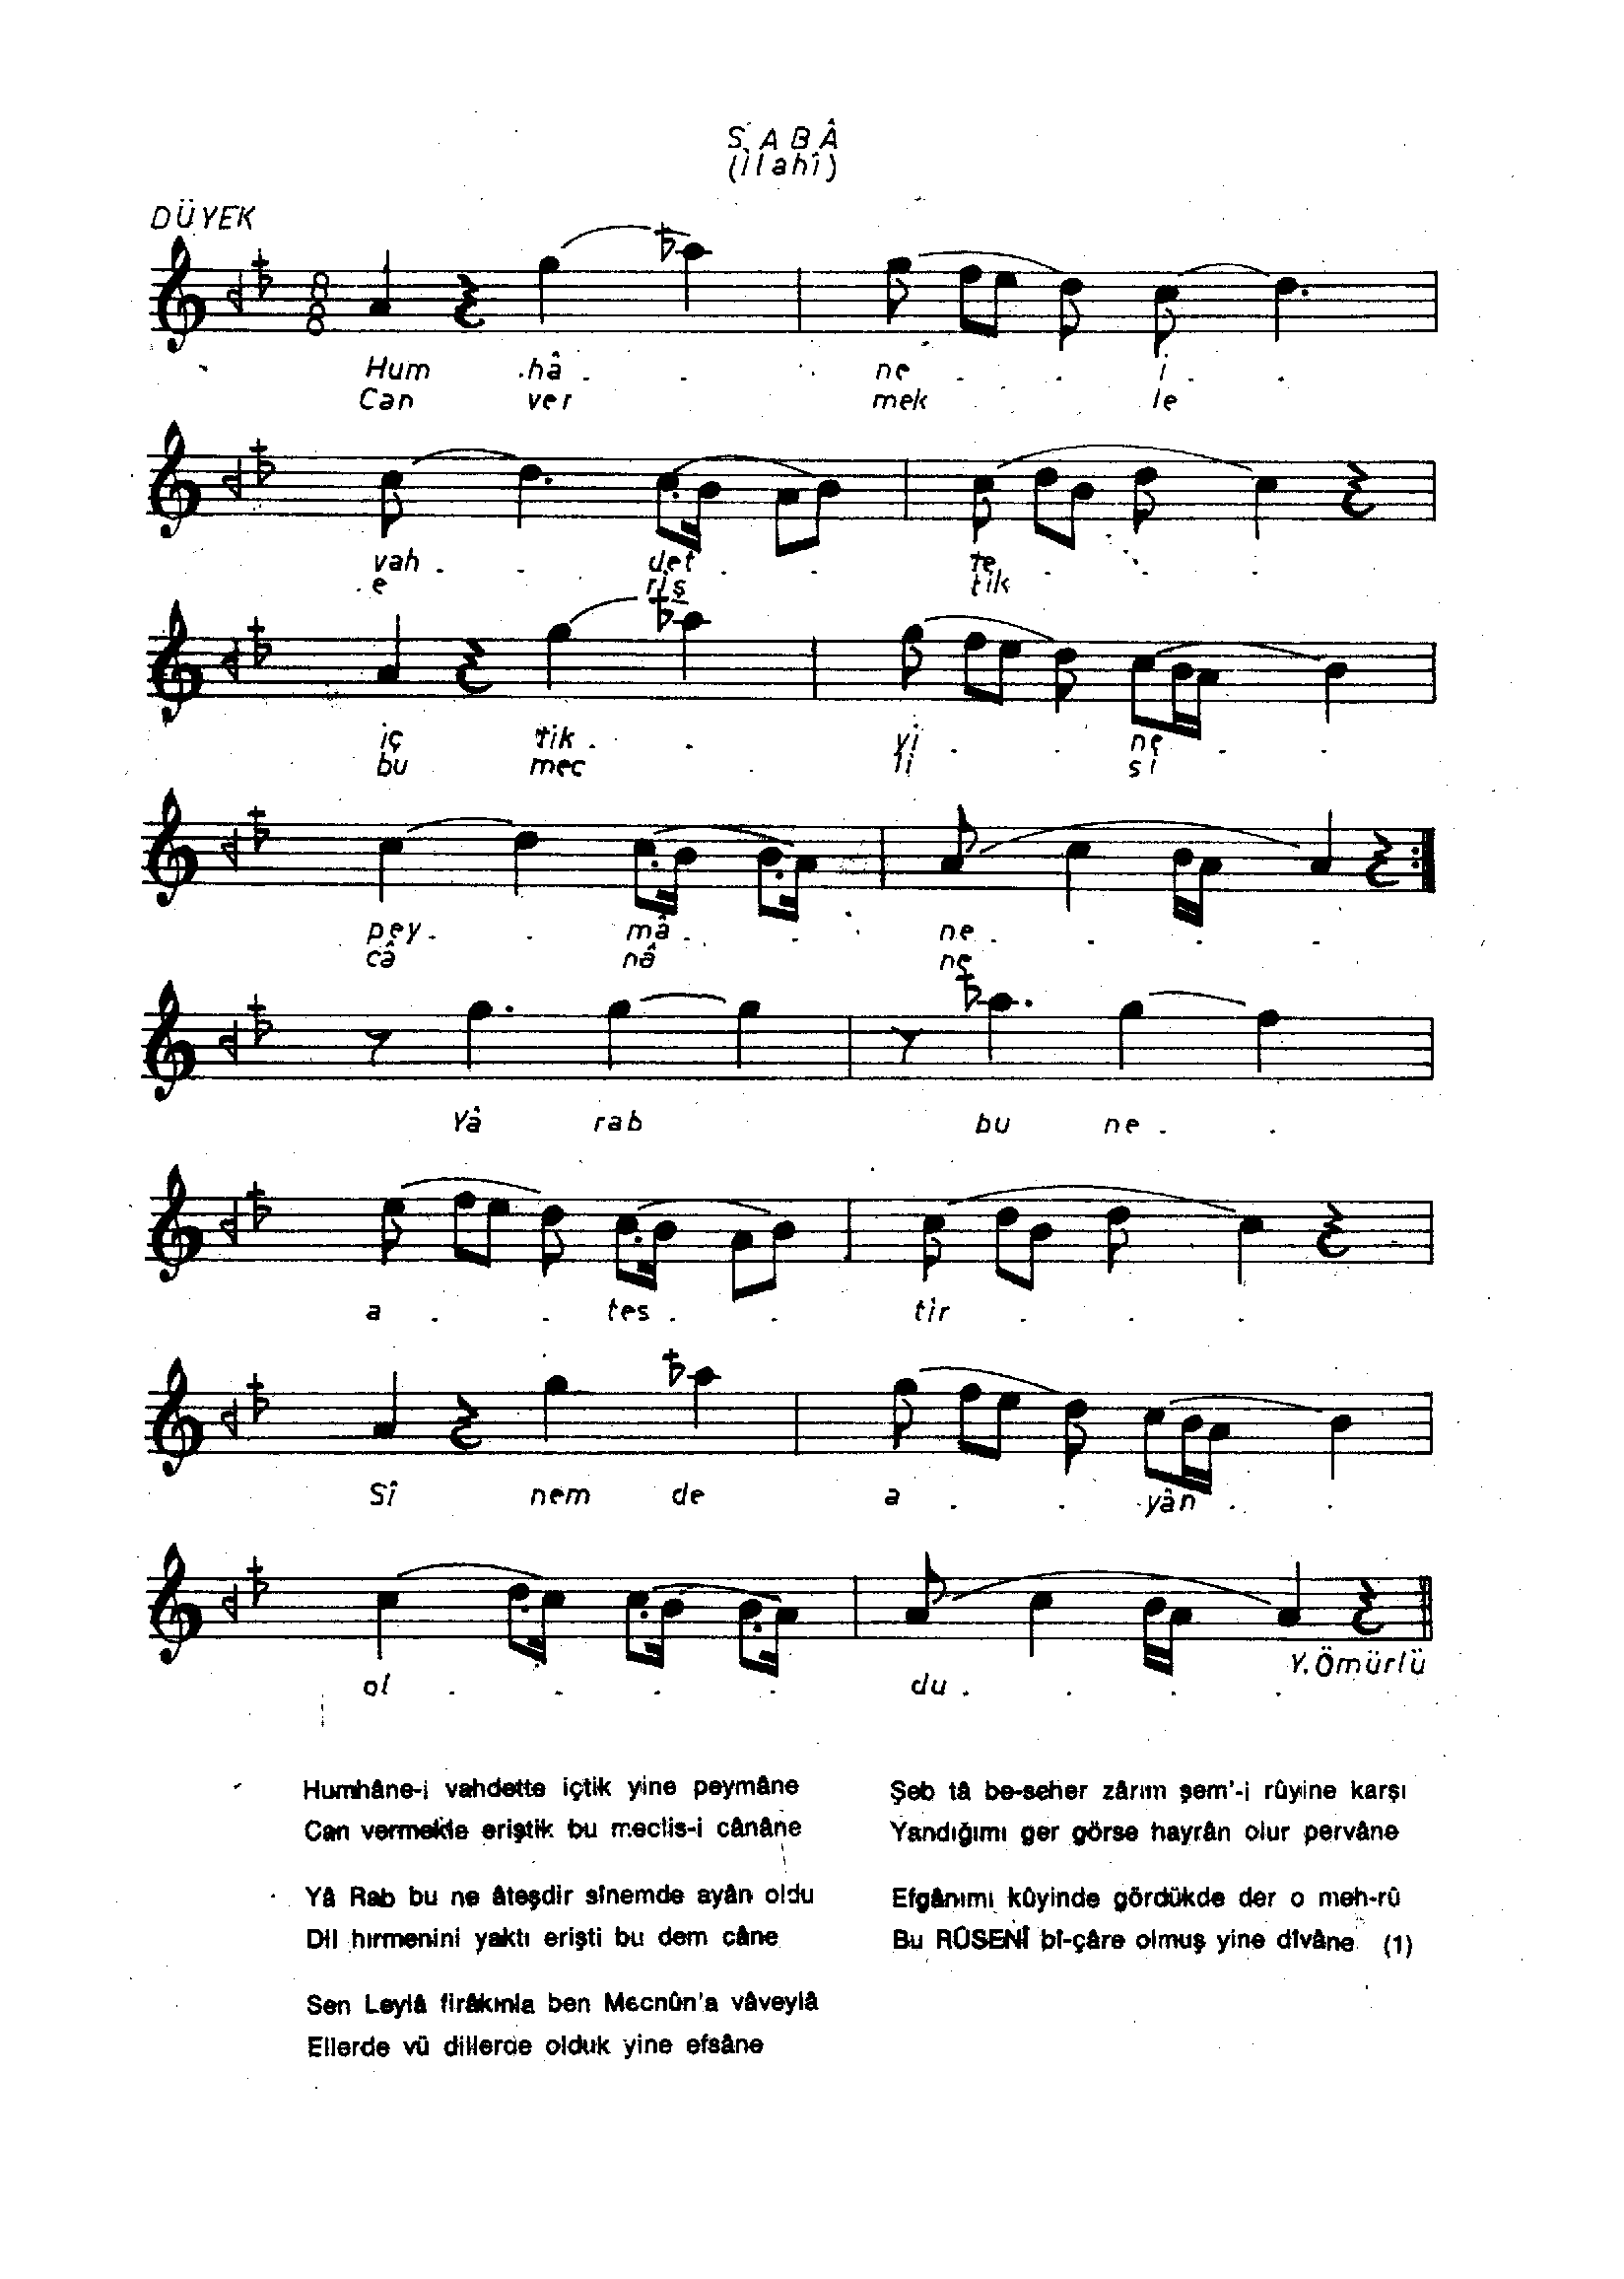 SABÂ
(İlahî)
DÜYEK
8
8
Hum hâ . . ne . . i . .
Can ver mek le
vah . . det . . te . . . .
e riş tik
iç tik . . yi . . ne . .
bu mec li si
pey . . mâ . . ne . . . .
câ nâ ne
Yâ rab bu ne . .
a . . tes . . tir . . .
Sî nem de a . . yân . .
ol . . . . du . . . .
Y. Ömürlü
Humhâne-i vahdette içtik yine peymâne
Can vermekle eriştik bu meclis-i cânâne
Yâ Rab bu ne âteşdir sînemde ayân oldu
Dil hırmenini yaktı erişti bu dem câne
Sen Leylâ firâkınla ben Mecnûn'a vâveylâ
Ellerde vü dillerde olduk yine efsâne
Şeb tâ be-seher zârım şem'-i rûyine karşı
Yandığımı ger görse hayrân olur pervâne
Efgânımı kûyinde gördükde der o meh-rû
Bu RÛSENÎ bî-çâre olmuş yine dîvâne (1)